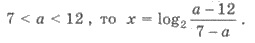 7 < a < 12, то x = log₂ (a − 12)/(7 − a).